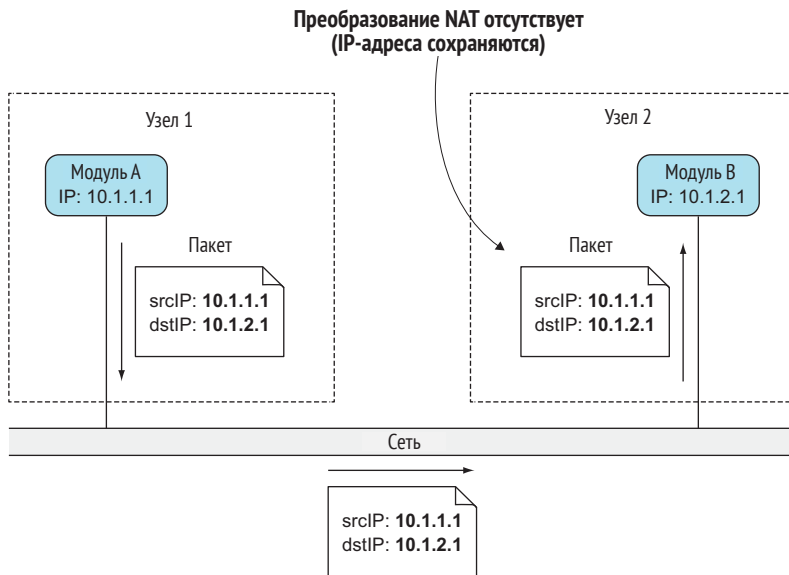 Преобразование NAT отсутствует
(IP-адреса сохраняются)
Узел 1
Узел 2
Модуль A
IP: 10.1.1.1
Модуль B
IP: 10.1.2.1
Пакет
srcIP: 10.1.1.1
dstIP: 10.1.2.1
Пакет
srcIP: 10.1.1.1
dstIP: 10.1.2.1
Сеть
srcIP: 10.1.1.1
dstIP: 10.1.2.1